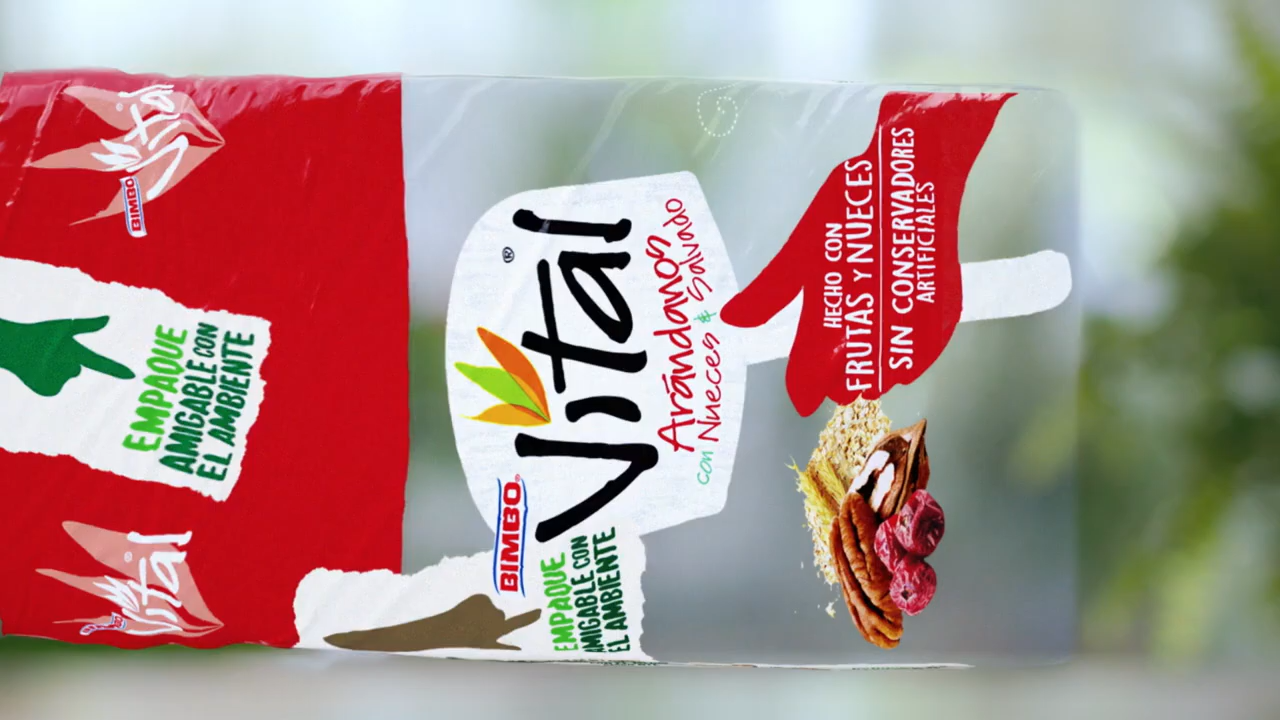 BIMBO
Vital
EMPAQUE
AMIGABLE CON
EL AMBIENTE
BIMBO
Vital
BIMBO®
Vital®
Arándanos
con Nueces & Salvado
EMPAQUE
AMIGABLE CON
EL AMBIENTE
HECHO CON
FRUTAS Y NUECES
SIN CONSERVADORES
ARTIFICIALES